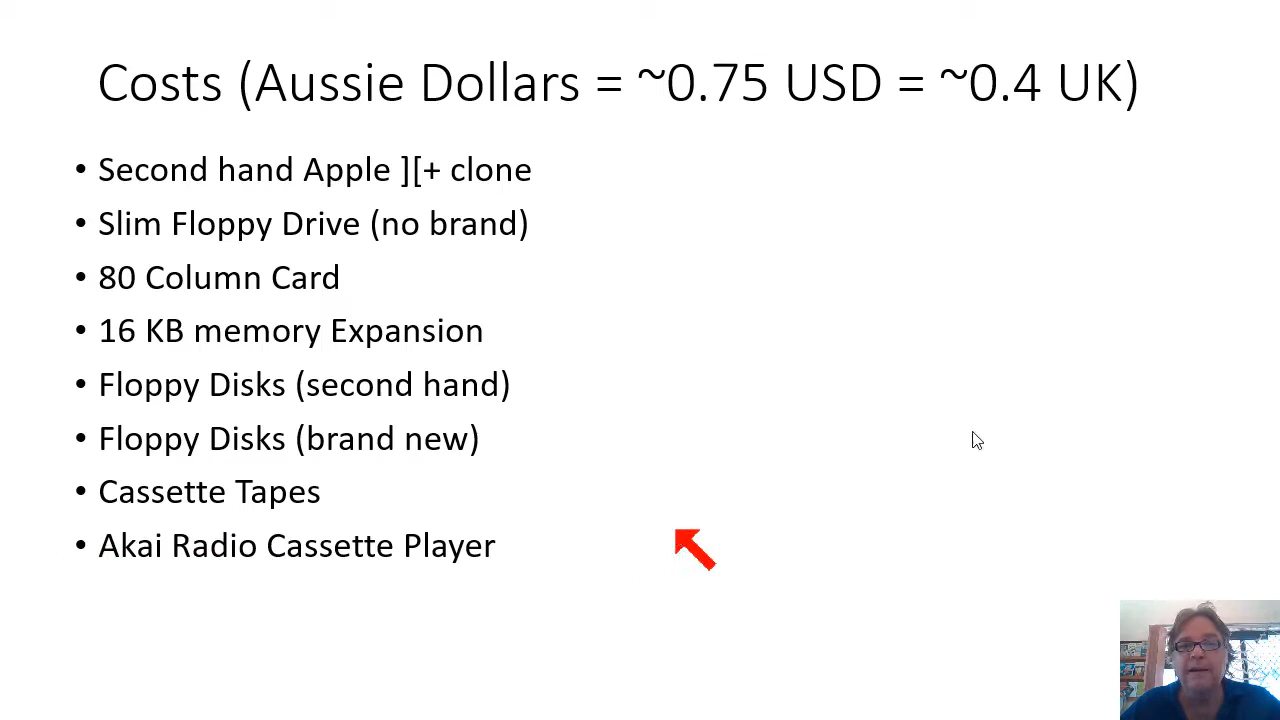 Costs (Aussie Dollars = ~0.75 USD = ~0.4 UK)
• Second hand Apple ][+ clone
• Slim Floppy Drive (no brand)
• 80 Column Card
• 16 KB memory Expansion
• Floppy Disks (second hand)
• Floppy Disks (brand new)
• Cassette Tapes
• Akai Radio Cassette Player